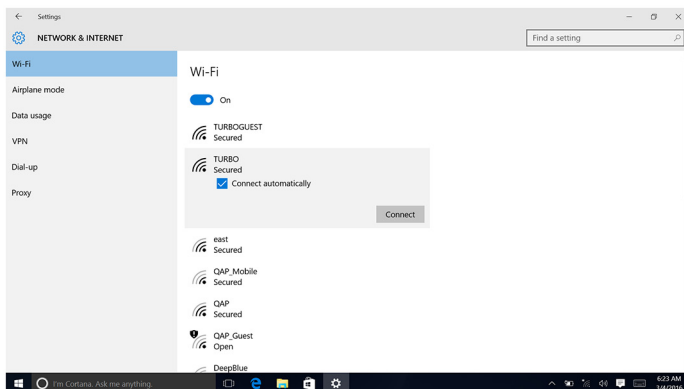 Settings
NETWORK & INTERNET
Find a setting
Wi-Fi
Airplane mode
Data usage
VPN
Dial-up
Proxy
Wi-Fi
On
TURBOGUEST
Secured
TURBO
Secured
Connect automatically
Connect
east
Secured
QAP_Mobile
Secured
QAP
Secured
QAP_Guest
Open
DeepBlue
I'm Cortana. Ask me anything.
6:23 AM
3/4/2016